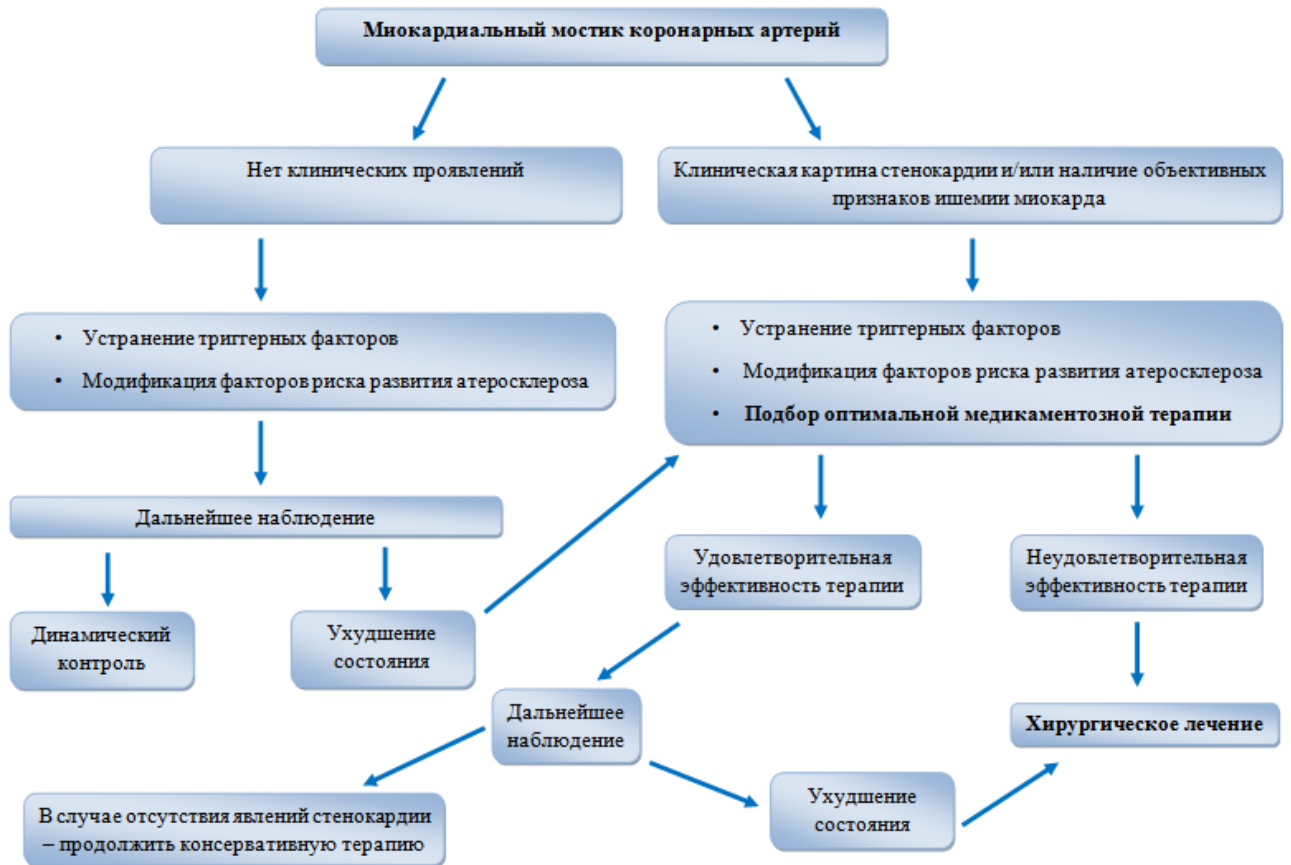 Миокардиальный мостик коронарных артерий
Нет клинических проявлений
Клиническая картина стенокардии и/или наличие объективных
признаков ишемии миокарда
• Устранение триггерных факторов
• Модификация факторов риска развития атеросклероза
• Устранение триггерных факторов
• Модификация факторов риска развития атеросклероза
• Подбор оптимальной медикаментозной терапии
Дальнейшее наблюдение
Удовлетворительная
эффективность терапии
Неудовлетворительная
эффективность терапии
Динамический
контроль
Ухудшение
состояния
Дальнейшее
наблюдение
Хирургическое лечение
В случае отсутствия явлений стенокардии
– продолжить консервативную терапию
Ухудшение
состояния